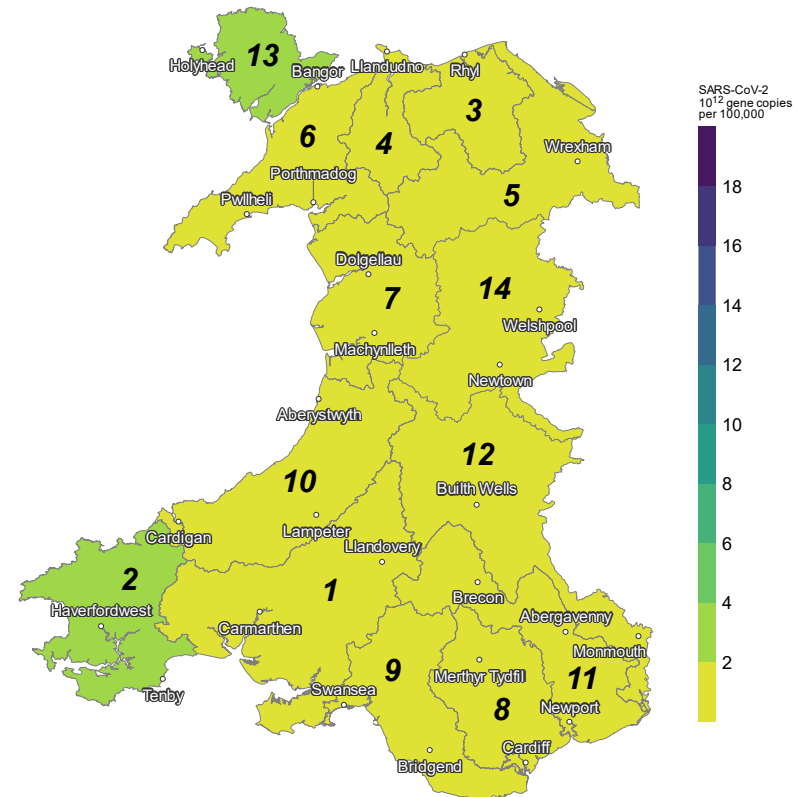 Holyhead
13
Bangor
Llandudno
Rhyl
SARS-CoV-2
10¹² gene copies
per 100,000
6
4
3
Wrexham
Porthmadog
Pwllheli
5
18
16
Dolgellau
7
14
14
Welshpool
Machynlleth
12
Newtown
Aberystwyth
10
12
10
Builth Wells
8
Cardigan
Lampeter
Llandovery
6
2
1
Haverfordwest
Brecon
4
Carmarthen
Abergavenny
Monmouth
9
Merthyr Tydfil
11
2
Tenby
Swansea
8
Newport
Cardiff
Bridgend